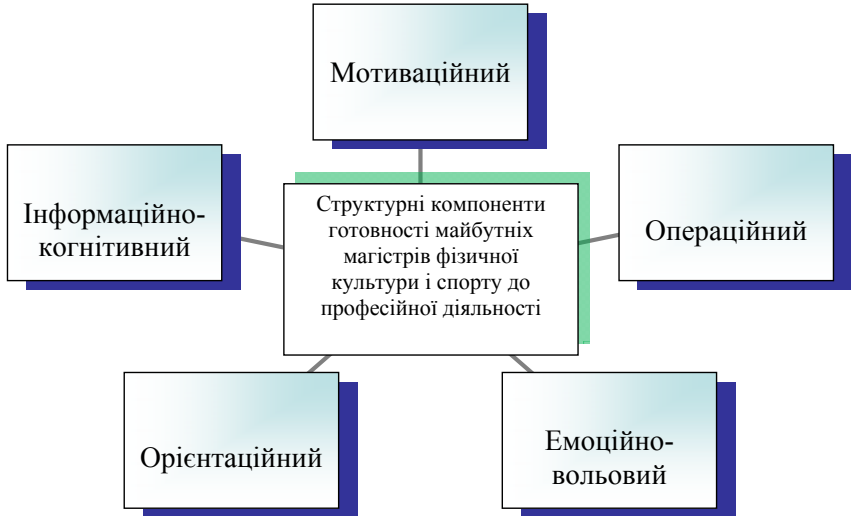 Мотиваційний
Інформаційно-
когнітивний
Структурні компоненти
готовності майбутніх
магістрів фізичної
культури і спорту до
професійної діяльності
Операційний
Орієнтаційний
Емоційно-
вольовий